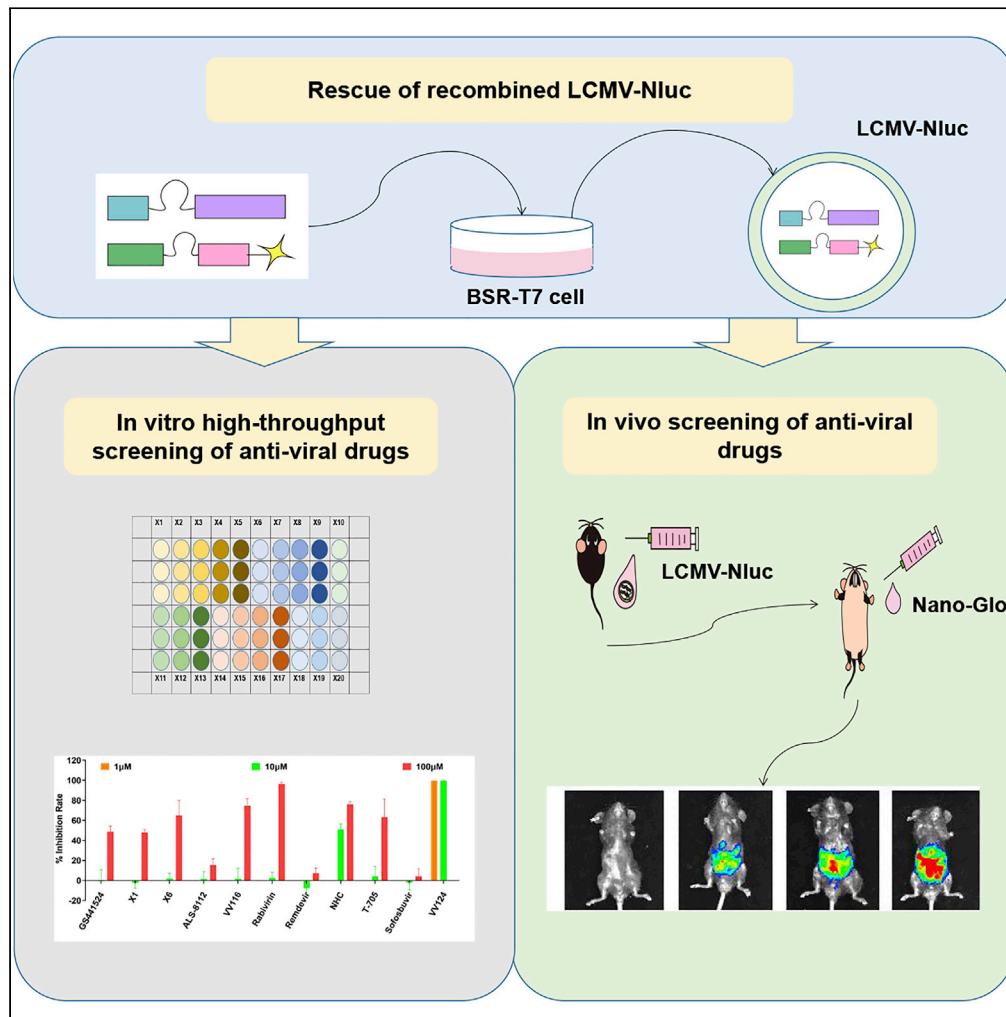 Rescue of recombined LCMV-Nluc
LCMV-Nluc
BSR-T7 cell
In vitro high-throughput
screening of anti-viral drugs
X1 X2 X3 X4 X5 X6 X7 X8 X9 X10
X11 X12 X13 X14 X15 X16 X17 X18 X19 X20
1μM 10μM 100μM
% Inhibition Rate
120
100
80
60
40
20
0
-20
GS441524 X1 X6 ALS-8112 VV116 Rabivirin Remdevir NHC T-705 Sofosbuvir VV124
In vivo screening of anti-viral
drugs
LCMV-Nluc
Nano-Glo